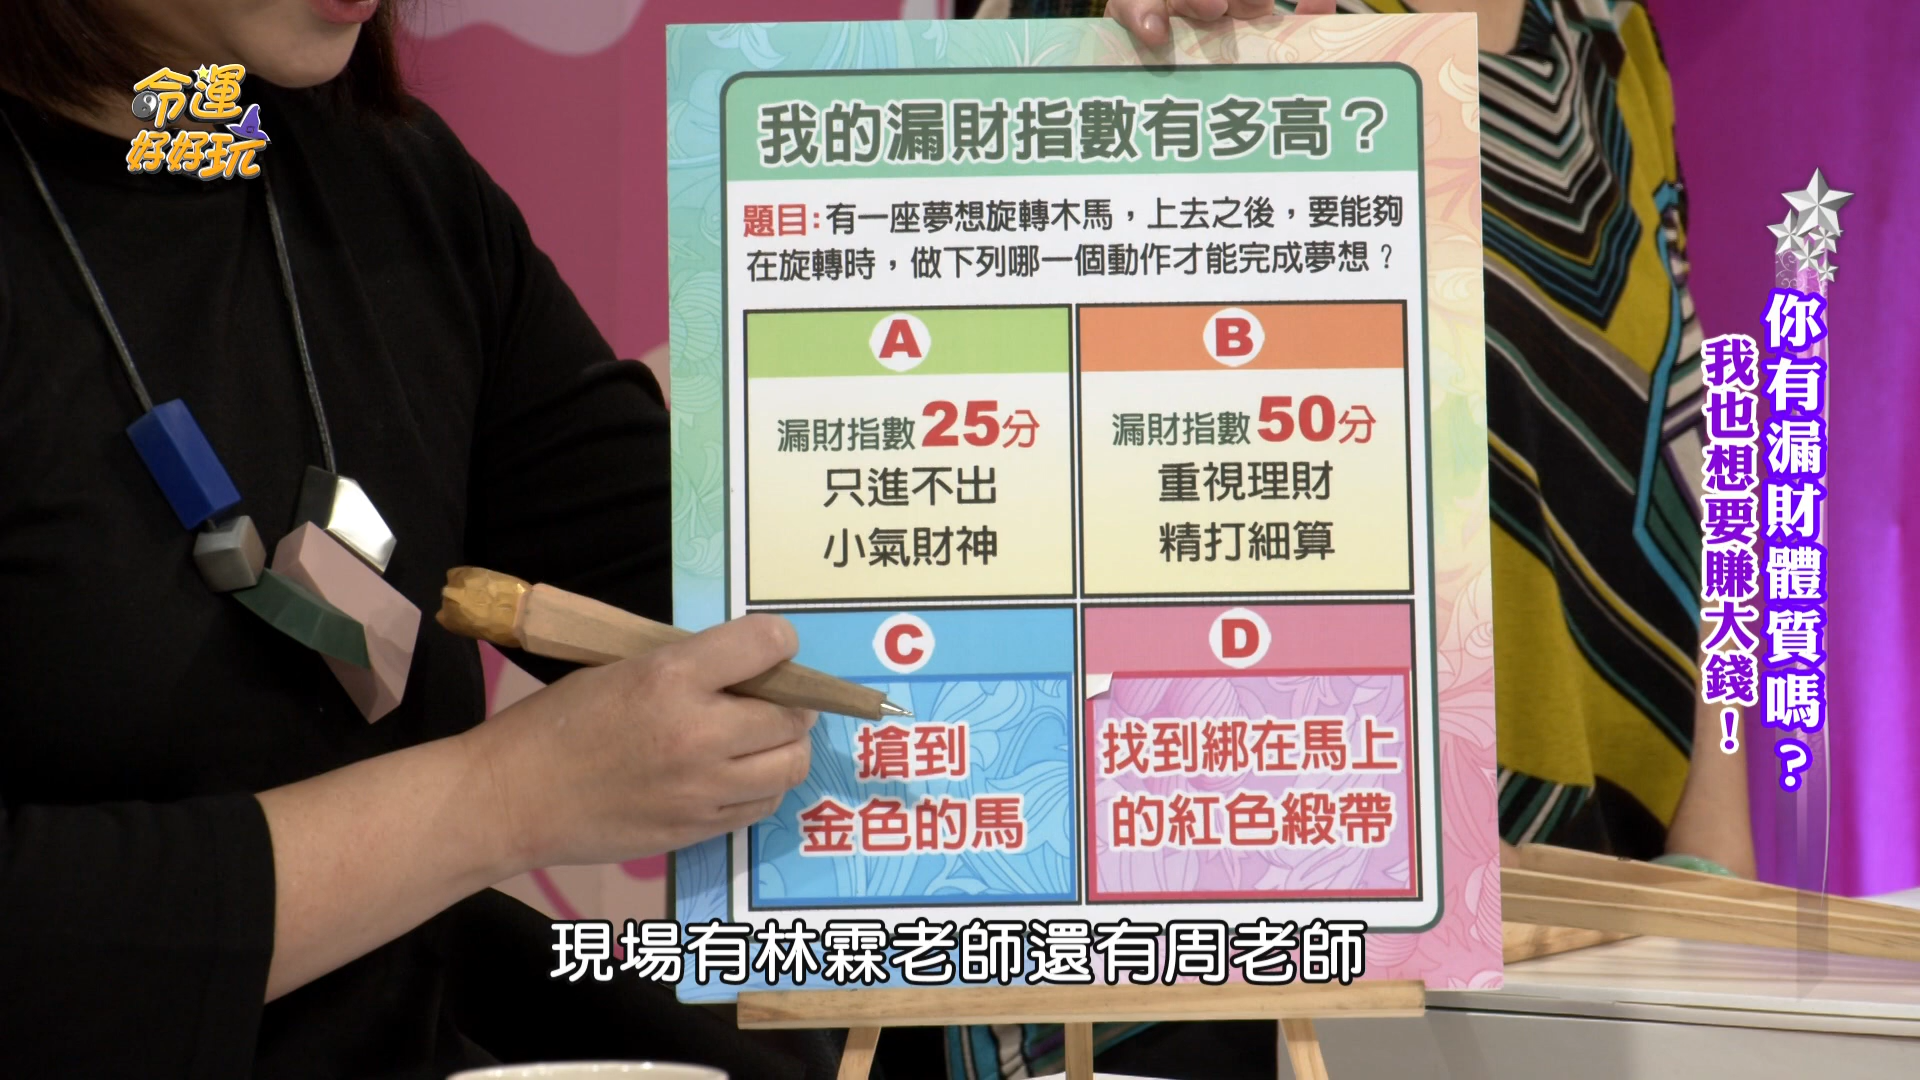 命運
好好玩
我的漏財指數有多高？
題目:有一座夢想旋轉木馬，上去之後，要能夠
在旋轉時，做下列哪一個動作才能完成夢想？
A
漏財指數25分
只進不出
小氣財神
B
漏財指數50分
重視理財
精打細算
C
搶到
金色的馬
D
找到綁在馬上
的紅色緞帶
你有漏財體質嗎？
我也想要賺大錢！
現場有林霖老師還有周老師